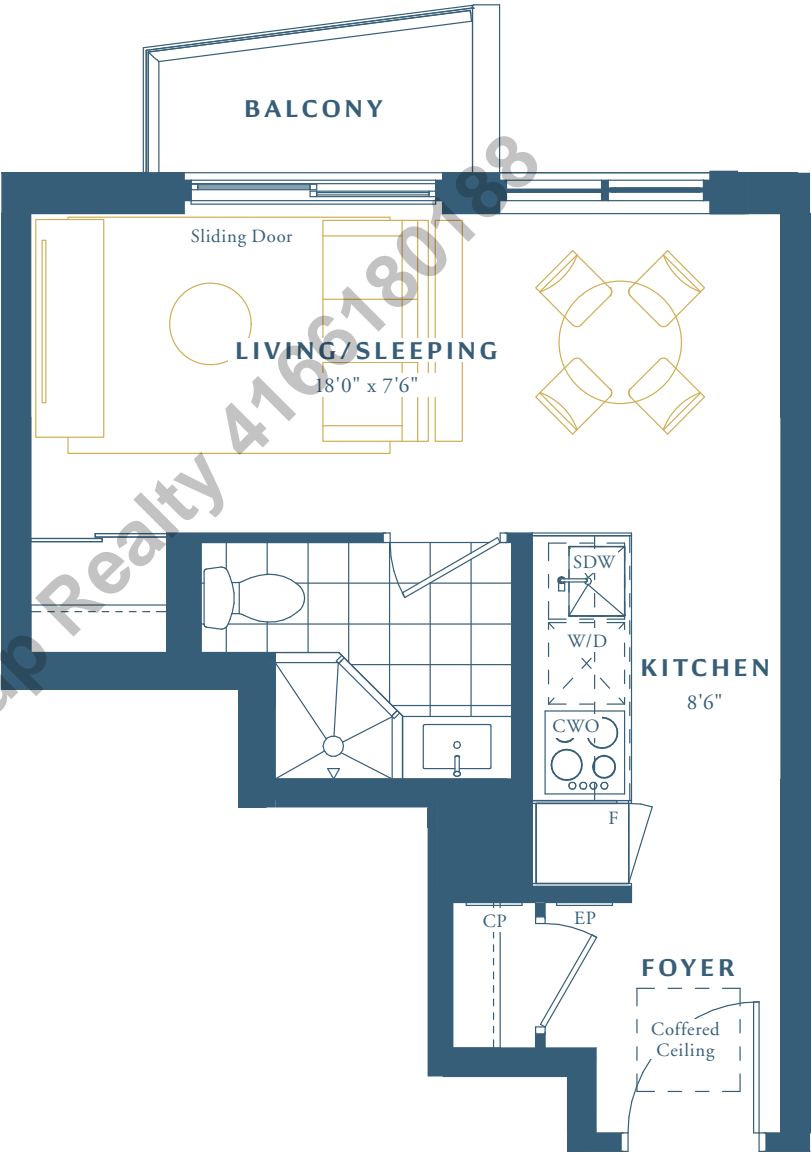 BALCONY
Sliding Door
LIVING/SLEEPING
18'0" x 7'6"
SDW
W/D
KITCHEN
8'6"
CWO
F
CP
EP
FOYER
Coffered
Ceiling
Realty 4166180188